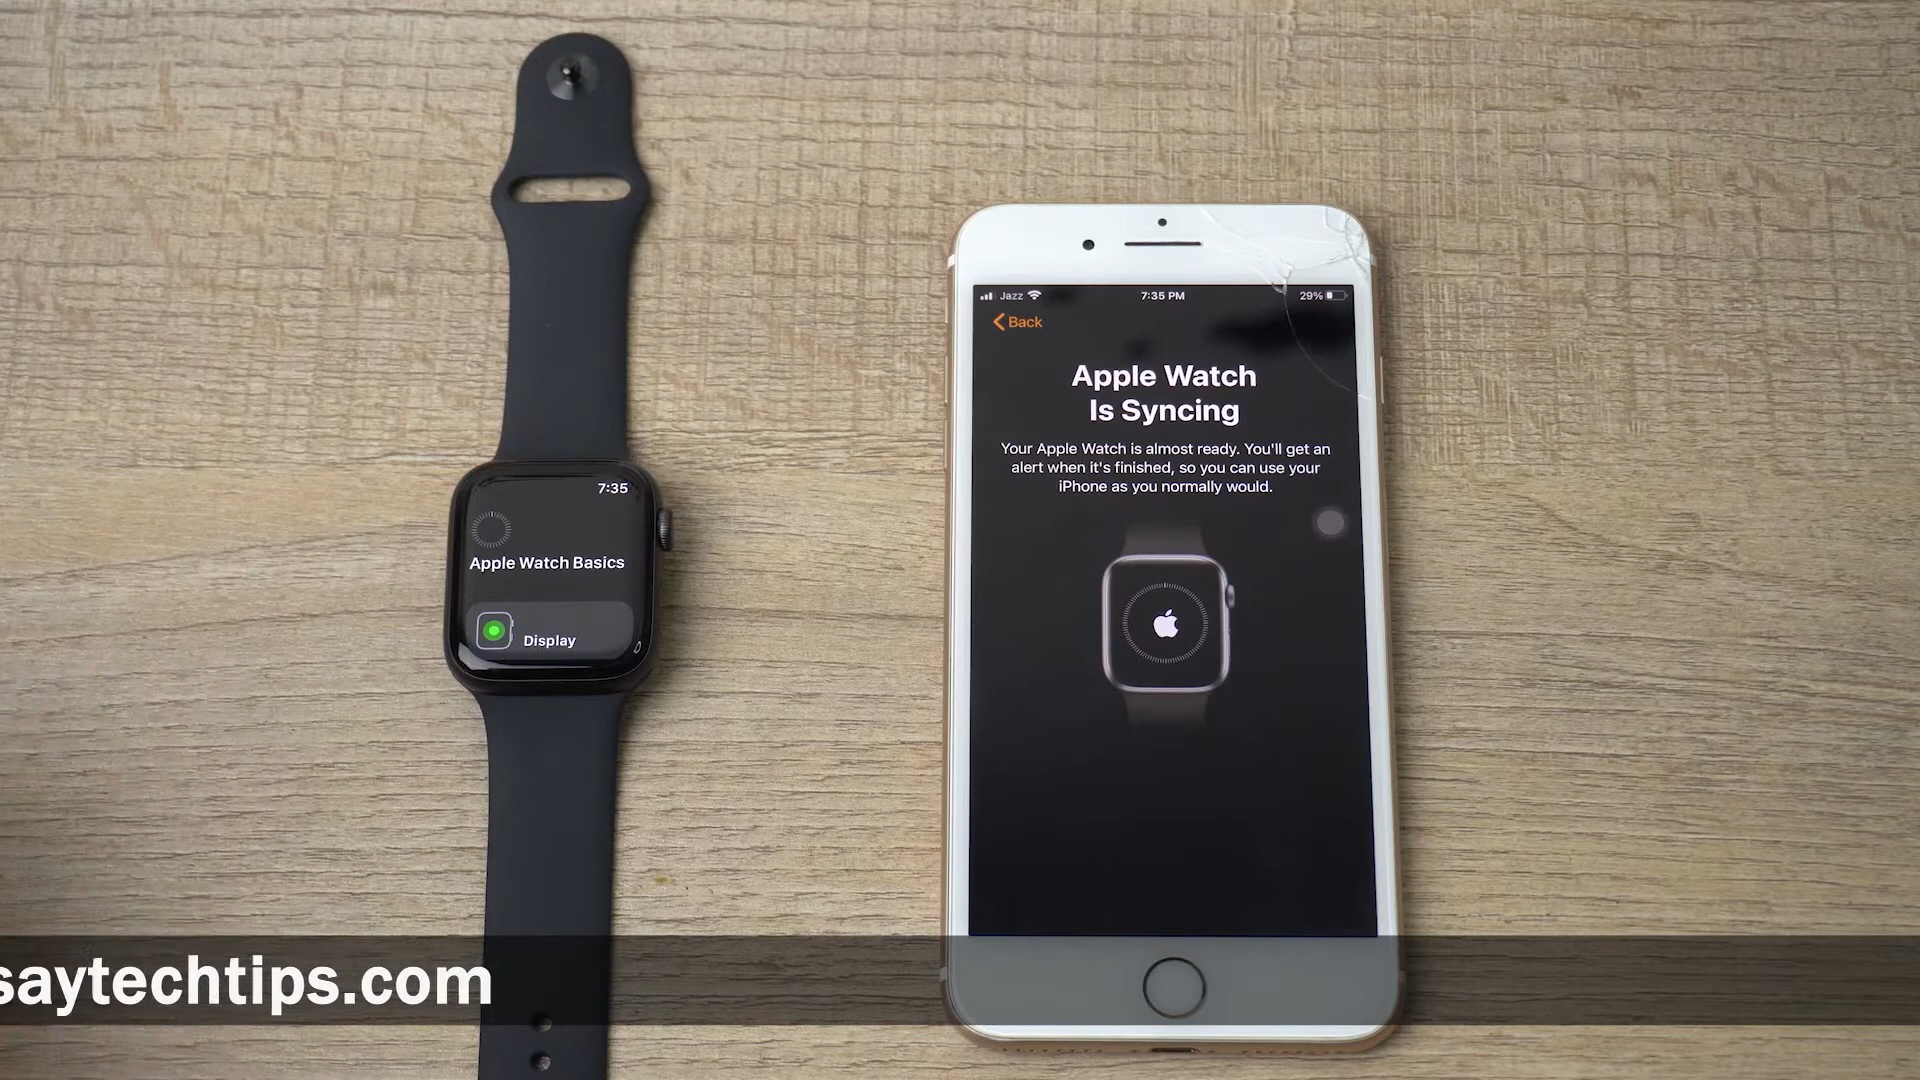 7:35
Apple Watch Basics
Display
Jazz
7:35 PM
29%
Back
Apple Watch
Is Syncing
Your Apple Watch is almost ready. You'll get an
alert when it's finished, so you can use your
iPhone as you normally would.
saytechtips.com